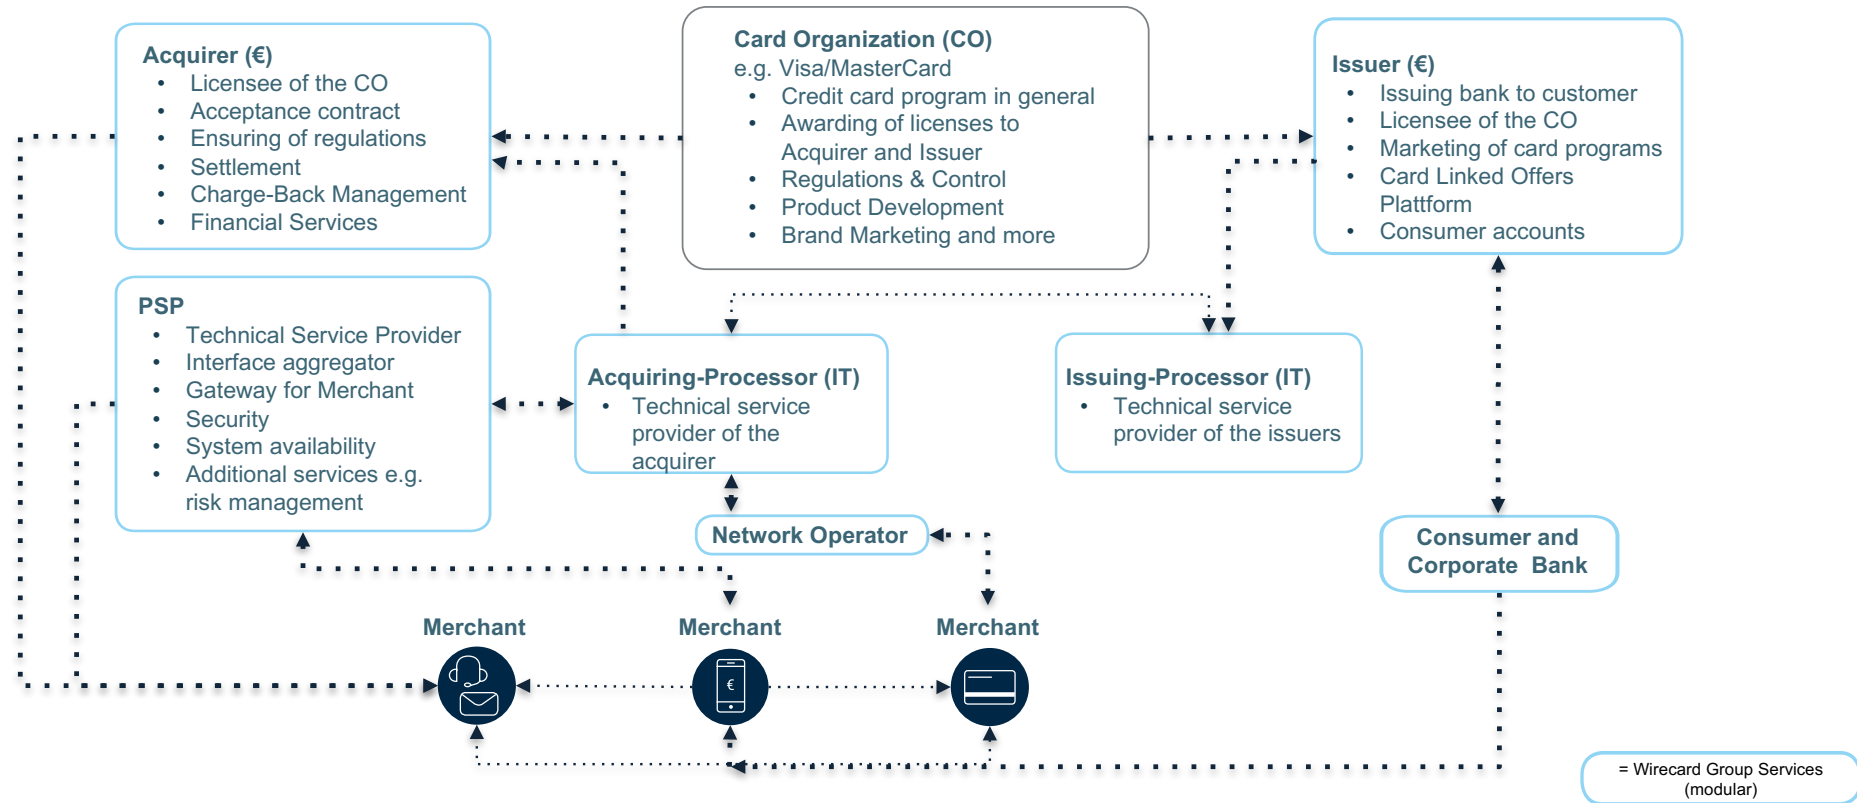 Acquirer (€)
• Licensee of the CO
• Acceptance contract
• Ensuring of regulations
• Settlement
• Charge-Back Management
• Financial Services
Card Organization (CO)
e.g. Visa/MasterCard
• Credit card program in general
• Awarding of licenses to
Acquirer and Issuer
• Regulations & Control
• Product Development
• Brand Marketing and more
Issuer (€)
• Issuing bank to customer
• Licensee of the CO
• Marketing of card programs
• Card Linked Offers
Plattform
• Consumer accounts
PSP
• Technical Service Provider
• Interface aggregator
• Gateway for Merchant
• Security
• System availability
• Additional services e.g.
risk management
Acquiring-Processor (IT)
• Technical service
provider of the
acquirer
Issuing-Processor (IT)
• Technical service
provider of the issuers
Network Operator
Consumer and
Corporate Bank
Merchant
Merchant
Merchant
€
= Wirecard Group Services
(modular)